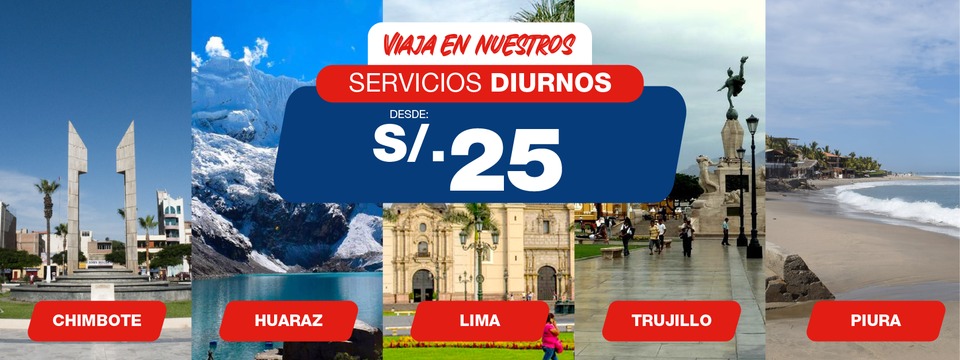 VIAJA EN NUESTROS
SERVICIOS DIURNOS
DESDE:
S/.25
CHIMBOTE
HUARAZ
LIMA
TRUJILLO
PIURA